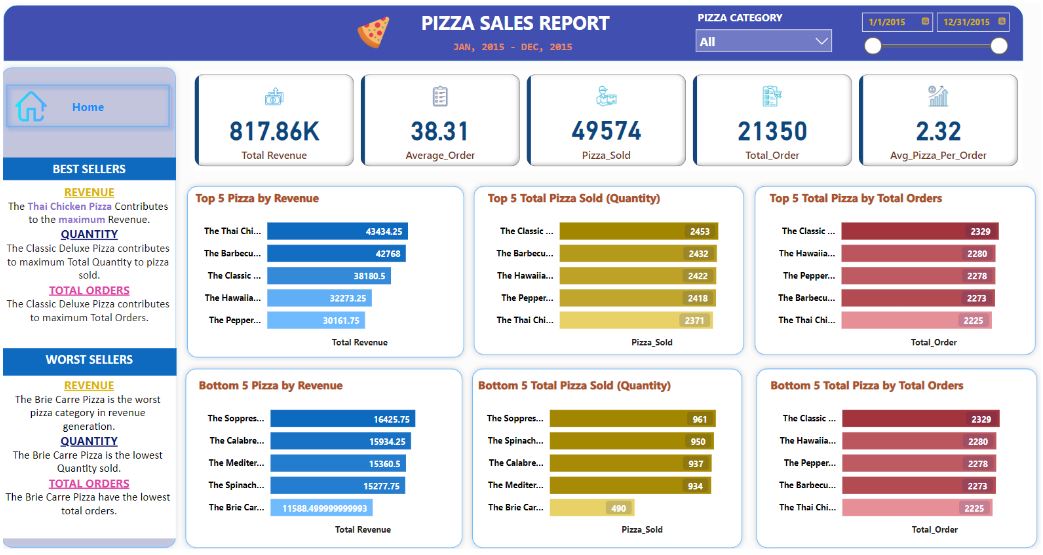 PIZZA SALES REPORT
JAN, 2015 - DEC, 2015
PIZZA CATEGORY
All
1/1/2015
12/31/2015
Home
BEST SELLERS
REVENUE
The Thai Chicken Pizza Contributes
to the maximum Revenue.
QUANTITY
The Classic Deluxe Pizza contributes
to maximum Total Quantity to pizza
sold.
TOTAL ORDERS
The Classic Deluxe Pizza contributes
to maximum Total Orders.
WORST SELLERS
REVENUE
The Brie Carre Pizza is the worst
pizza category in revenue
generation.
QUANTITY
The Brie Carre Pizza is the lowest
Quantity sold.
TOTAL ORDERS
The Brie Carre Pizza have the lowest
total orders.
817.86K
Total Revenue
38.31
Average_Order
49574
Pizza_Sold
21350
Total_Order
2.32
Avg_Pizza_Per_Order
Top 5 Pizza by Revenue
The Thai Chi... 43434.25
The Barbecu... 42768
The Classic ... 38180.5
The Hawaiia... 32273.25
The Pepper... 30161.75
Total Revenue
Top 5 Total Pizza Sold (Quantity)
The Classic ... 2453
The Barbecu... 2432
The Hawaiia... 2422
The Pepper... 2418
The Thai Chi... 2371
Pizza_Sold
Top 5 Total Pizza by Total Orders
The Classic ... 2329
The Hawaiia... 2280
The Pepper... 2278
The Barbecu... 2273
The Thai Chi... 2225
Total_Order
Bottom 5 Pizza by Revenue
The Soppres... 16425.75
The Calabre... 15934.25
The Mediter... 15360.5
The Spinach... 15277.75
The Brie Car... 11588.499999999993
Total Revenue
Bottom 5 Total Pizza Sold (Quantity)
The Soppres... 961
The Spinach... 950
The Calabre... 937
The Mediter... 934
The Brie Car... 490
Pizza_Sold
Bottom 5 Total Pizza by Total Orders
The Classic ... 2329
The Hawaiia... 2280
The Pepper... 2278
The Barbecu... 2273
The Thai Chi... 2225
Total_Order